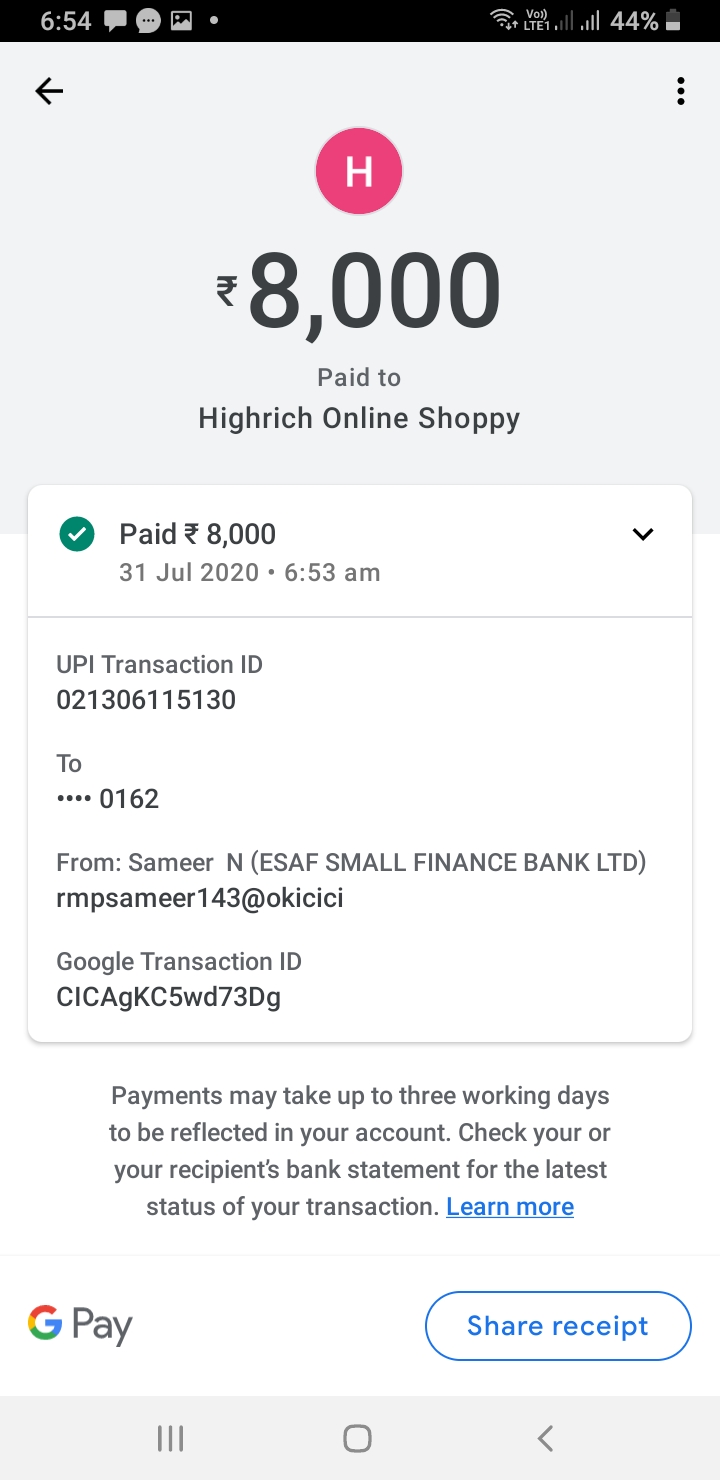 6:54
Vo)) LTE1 44%
H
₹8,000
Paid to
Highrich Online Shoppy
Paid ₹ 8,000
31 Jul 2020 • 6:53 am
UPI Transaction ID
021306115130
To
•••• 0162
From: Sameer  N (ESAF SMALL FINANCE BANK LTD)
rmpsameer143@okicici
Google Transaction ID
CICAgKC5wd73Dg
Payments may take up to three working days
to be reflected in your account. Check your or
your recipient's bank statement for the latest
status of your transaction. Learn more
G Pay
Share receipt